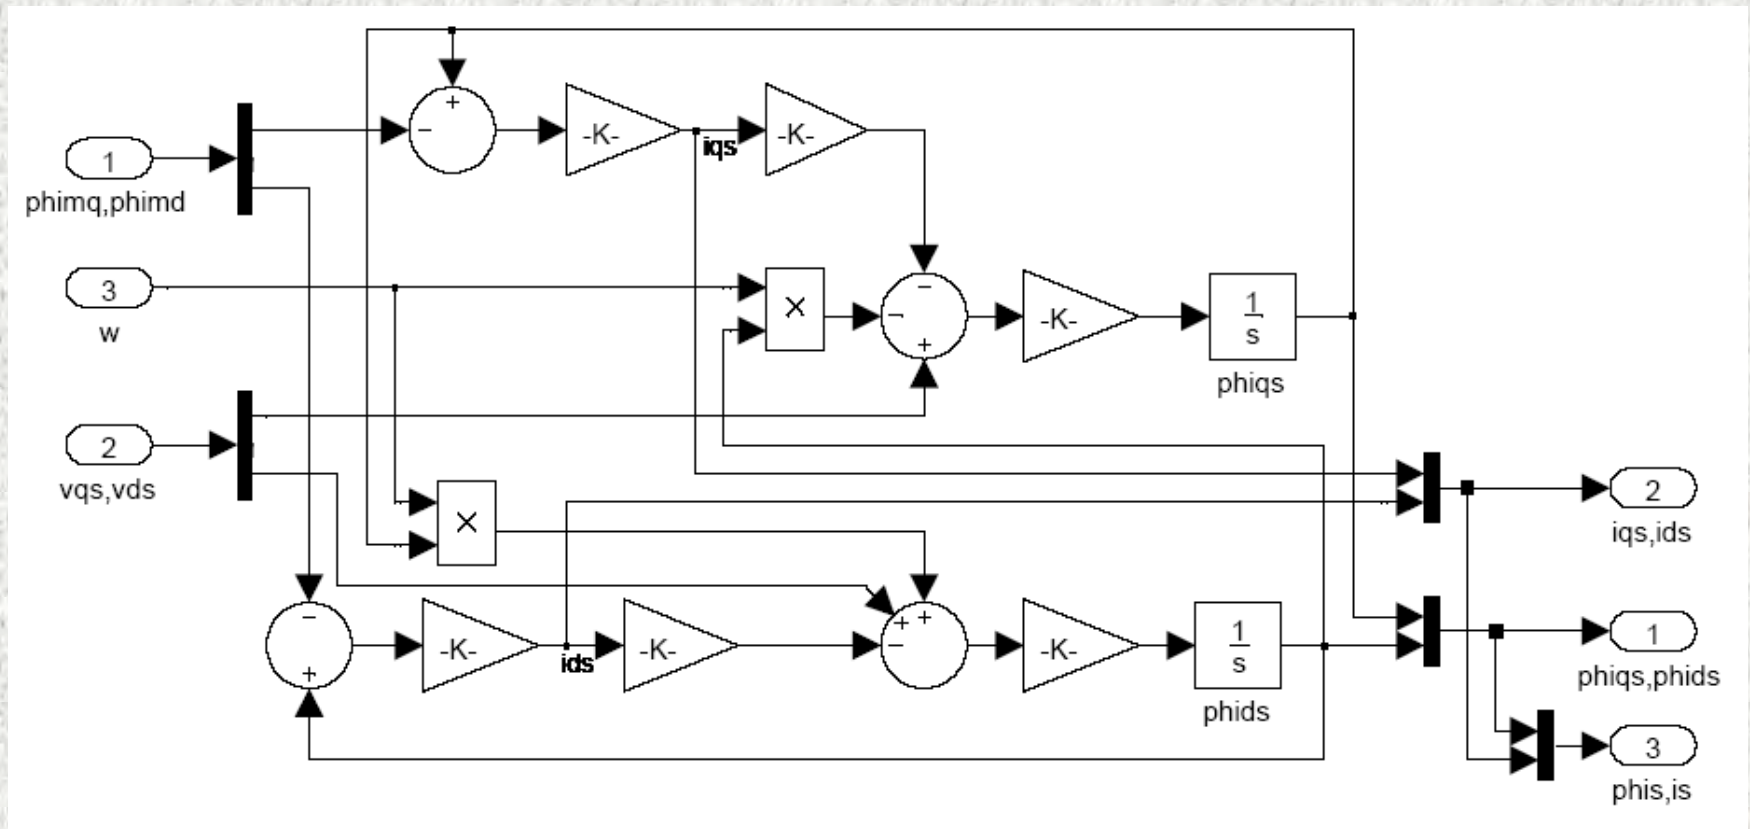 +
−
-K-
iqs
-K-
1
phimq,phimd
3
w
×
−
−
+
-K-
1
s
phiqs
2
vqs,vds
×
2
iqs,ids
−
+
-K-
ids
-K-
+ +
−
-K-
1
s
phids
1
phiqs,phids
3
phis,is